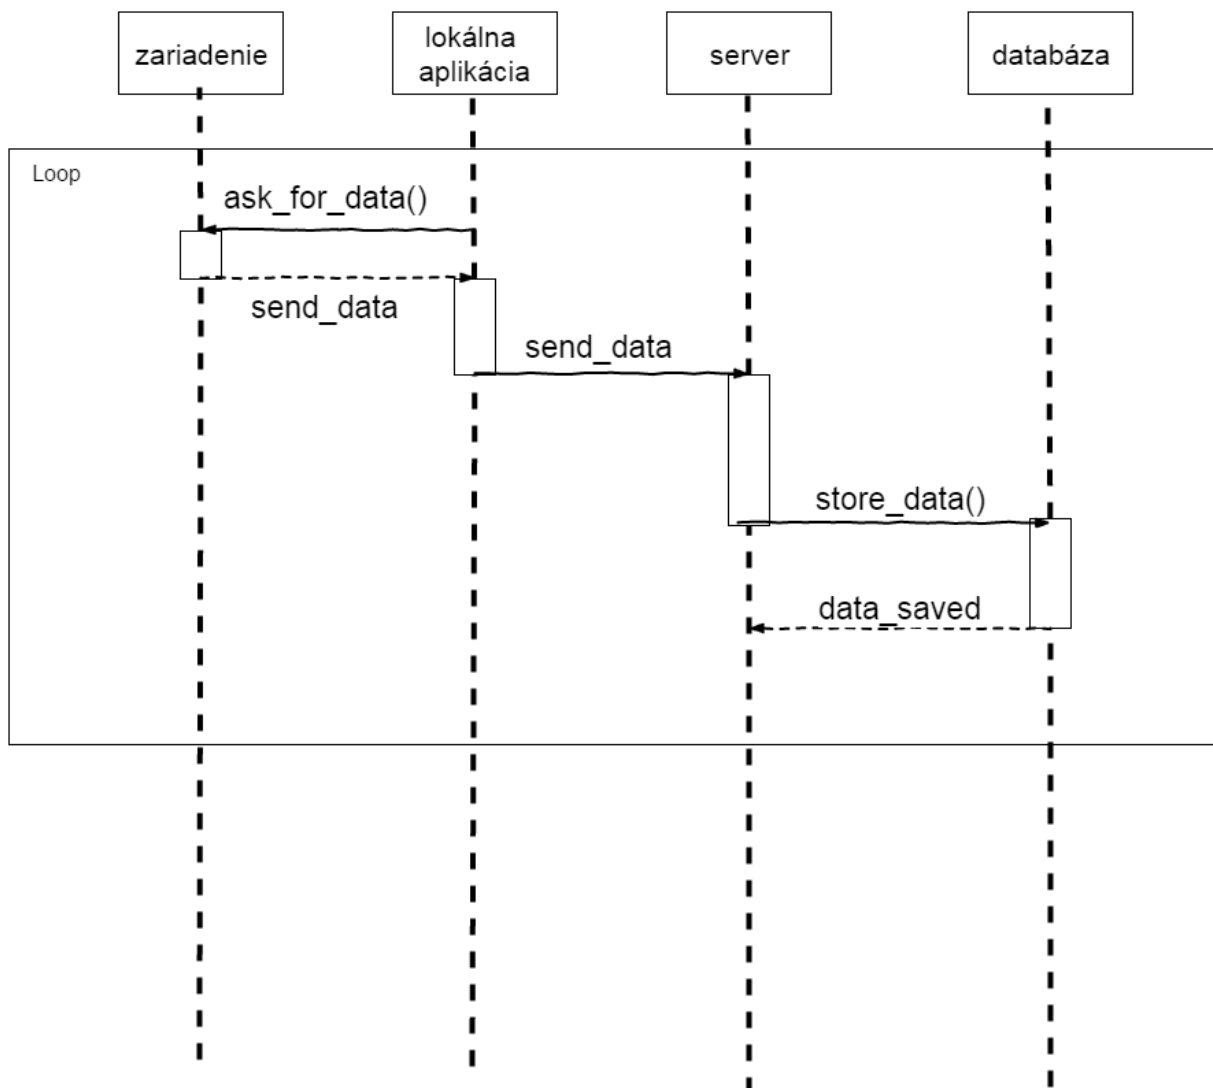 zariadenie
lokálna
aplikácia
server
databáza
Loop
ask_for_data()
send_data
send_data
store_data()
data_saved